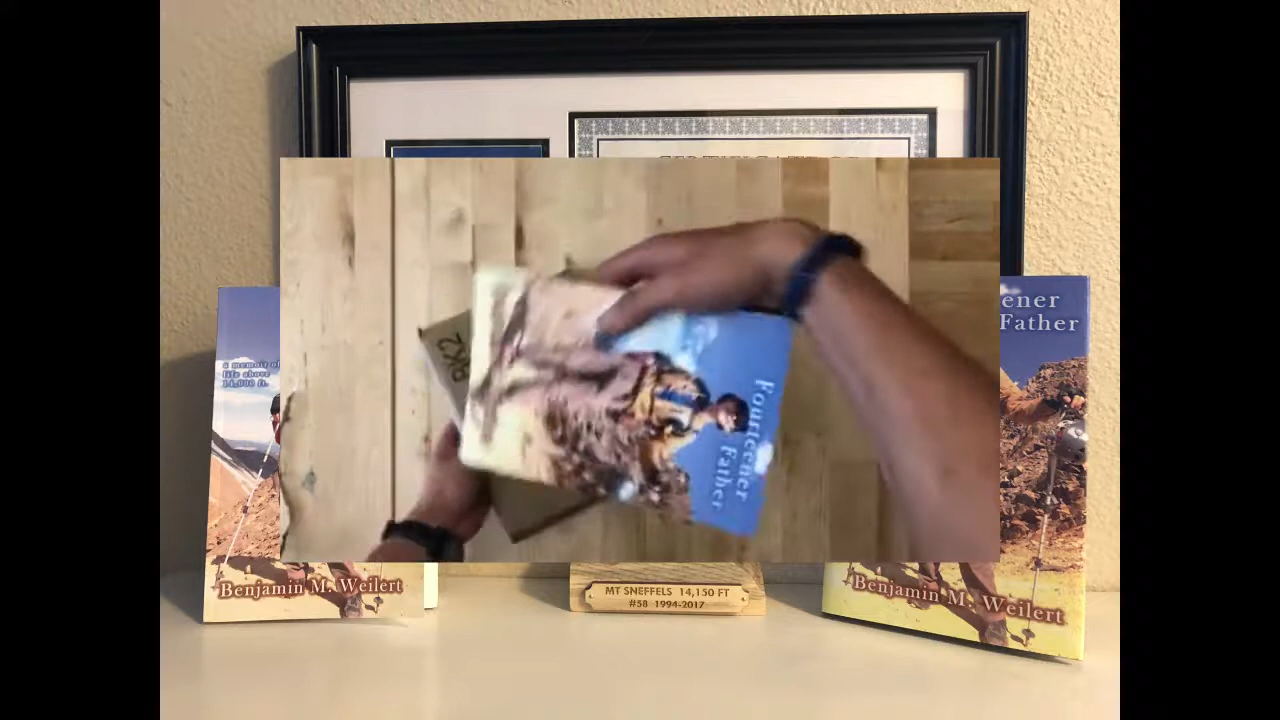 a memoir of
life above
14,000 ft.
Benjamin M. Weilert
BK2
Fourteener
Father
MT SNEFFELS 14,150 FT
#58 1994-2017
ener
Father
Benjamin M. Weilert